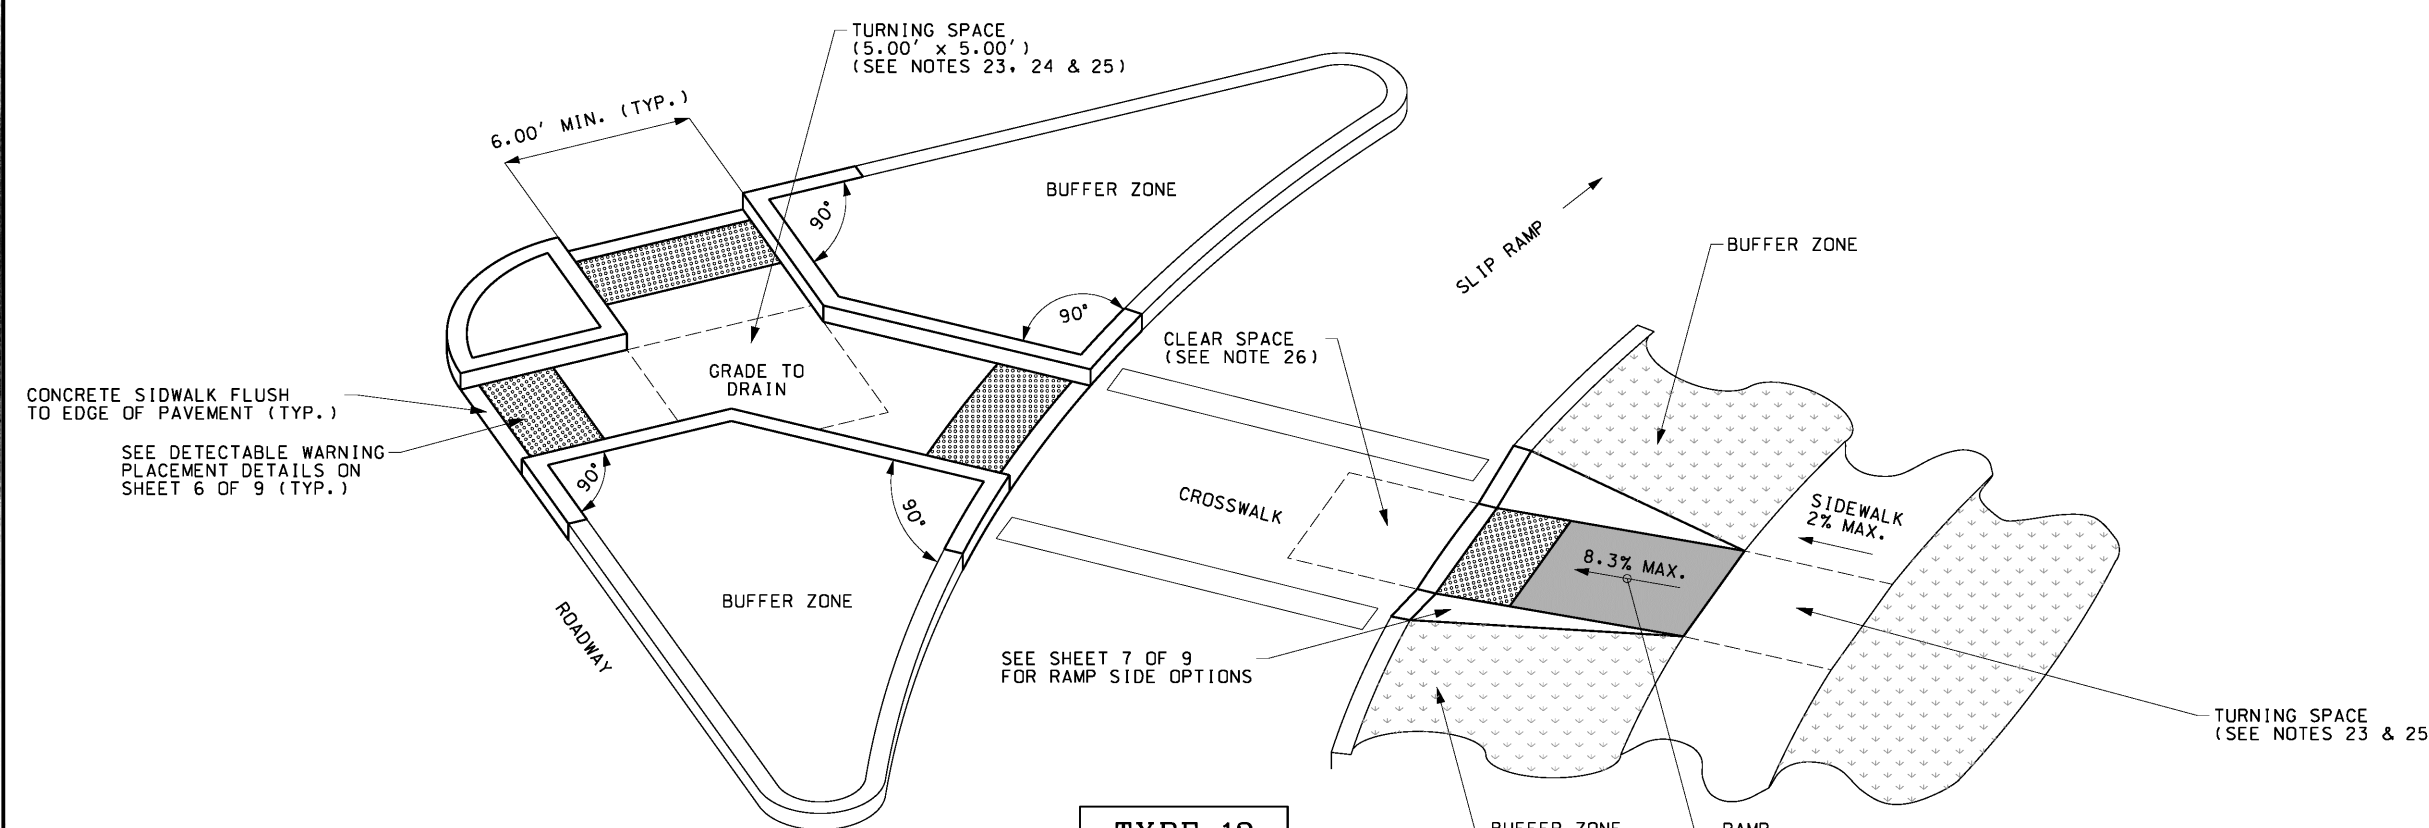 TURNING SPACE
(5.00' x 5.00')
(SEE NOTES 23, 24 & 25)
6.00' MIN. (TYP.)
BUFFER ZONE
90°
SLIP RAMP
BUFFER ZONE
90°
CLEAR SPACE
(SEE NOTE 26)
GRADE TO
DRAIN
CONCRETE SIDWALK FLUSH
TO EDGE OF PAVEMENT (TYP.)
SEE DETECTABLE WARNING
PLACEMENT DETAILS ON
SHEET 6 OF 9 (TYP.)
90°
90°
CROSSWALK
SIDEWALK
2% MAX.
8.3% MAX.
BUFFER ZONE
ROADWAY
SEE SHEET 7 OF 9
FOR RAMP SIDE OPTIONS
TURNING SPACE
(SEE NOTES 23 & 25
BUFFER ZONE
RAMP